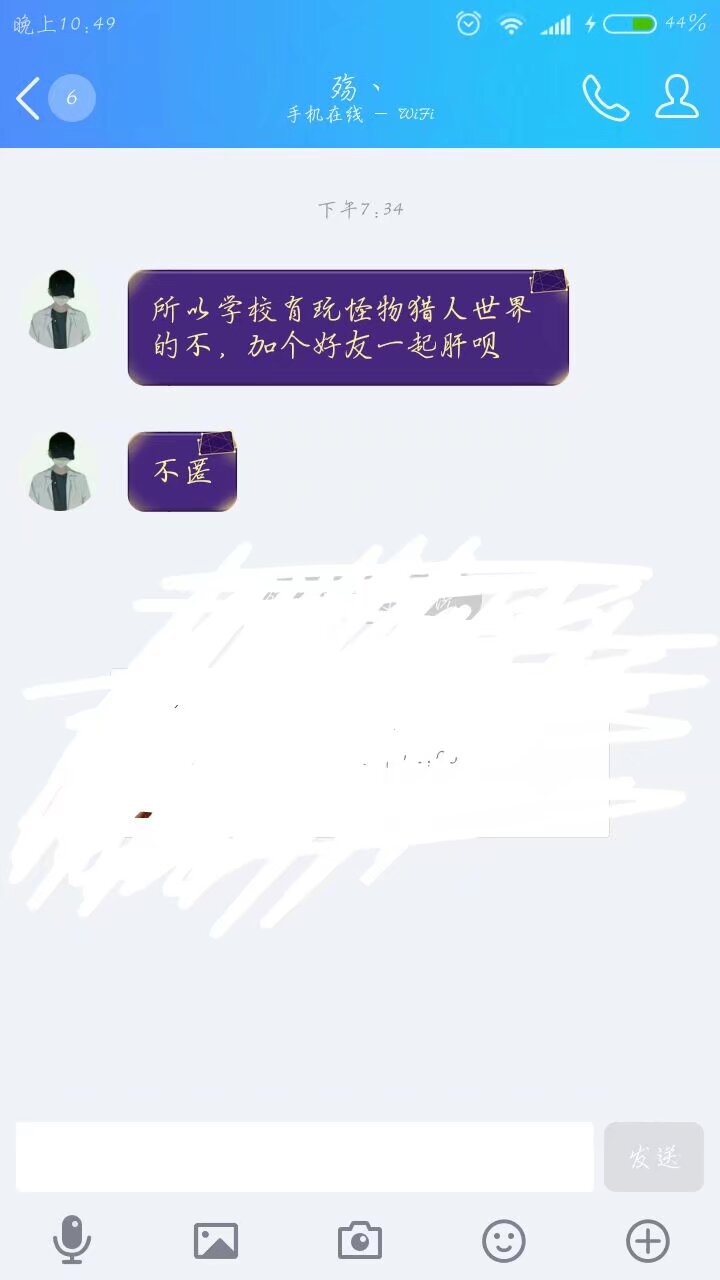 晚上10:49
44%
6
殇、
手机在线 - WiFi
下午7:34
所以学校有玩怪物猎人世界
的不，加个好友一起肝呗
不匿
发送